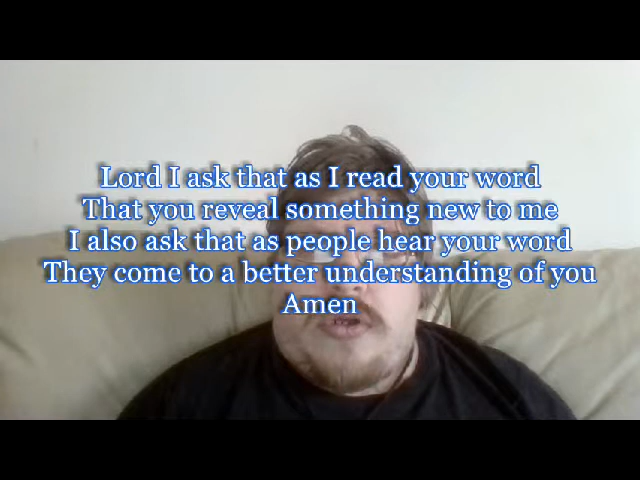 Lord I ask that as I read your word
That you reveal something new to me
I also ask that as people hear your word
They come to a better understanding of you
Amen